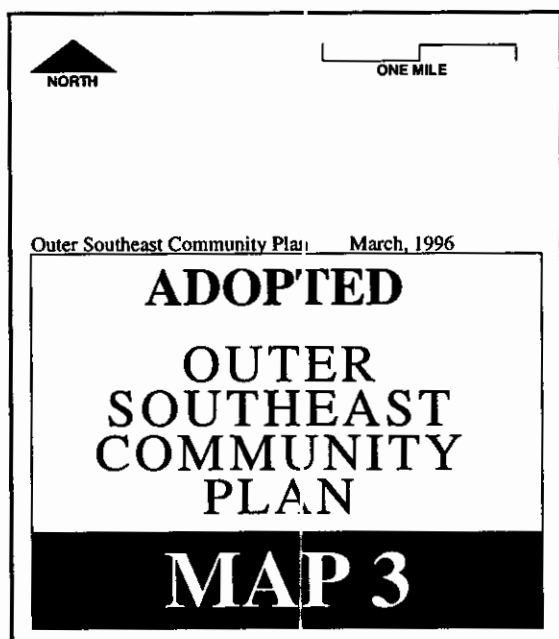 NORTH
ONE MILE
Outer Southeast Community Plan March, 1996
ADOPTED
OUTER
SOUTHEAST
COMMUNITY
PLAN
MAP 3